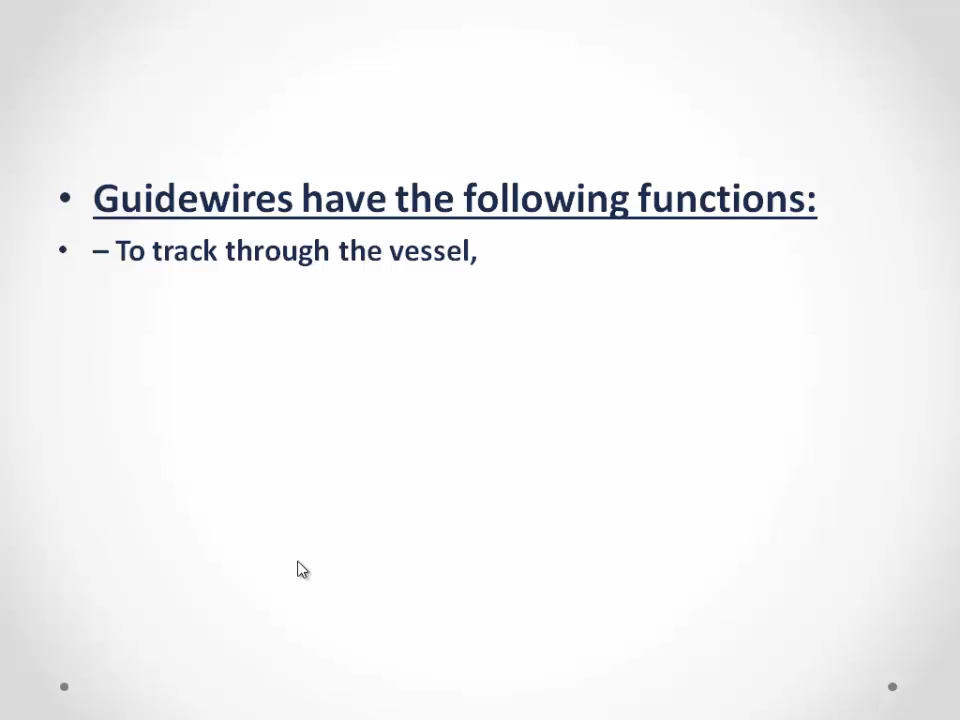 • Guidewires have the following functions:
• – To track through the vessel,